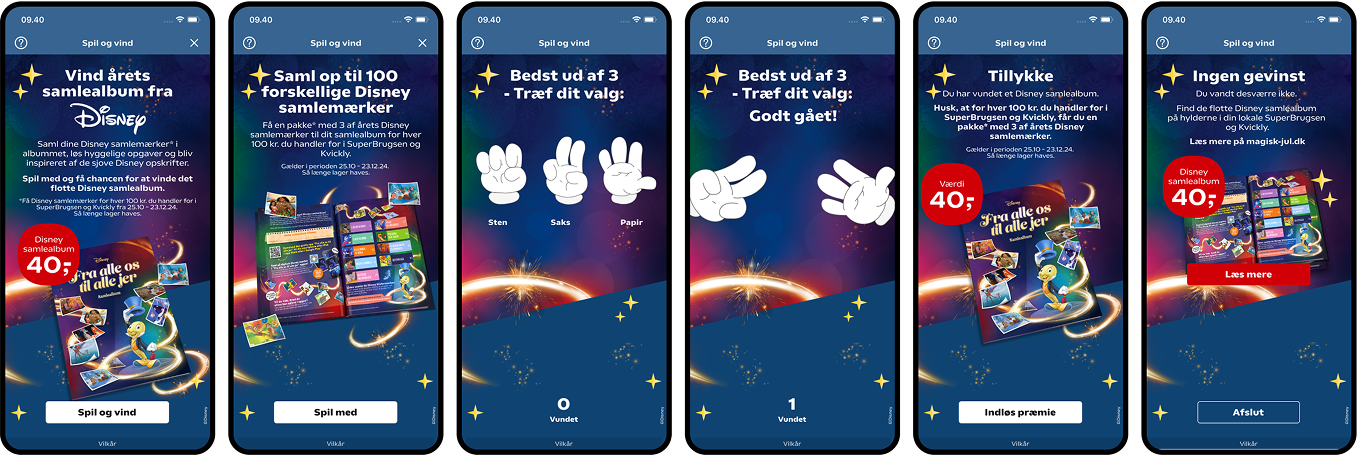 09.40
Spil og vind
Vind årets
samlealbum fra
Disney
Saml dine Disney samlemærker* i
albummet, løs hyggelige opgaver og bliv
inspireret af de sjove Disney opskrifter.
Spil med og få chancen for at vinde det
flotte Disney samlealbum.
*Få Disney samlemærker for hver 100 kr. du handler for i
SuperBrugsen og Kvickly fra 25.10 - 23.12.24.
Så længe lager haves.
Disney
samlealbum
40,-
Disney
Fra alle os
til alle jer
Samlealbum
Spil og vind
©Disney
Vilkår
09.40
Spil og vind
Saml op til 100
forskellige Disney
samlemærker
Få en pakke* med 3 af årets Disney
samlemærker til dit samlealbum for hver
100 kr. du handler for i SuperBrugsen og
Kvickly.
Gælder i perioden 25.10 - 23.12.24.
Så længe lager haves.
Spil med
©Disney
Vilkår
09.40
Spil og vind
Bedst ud af 3
- Træf dit valg:
Sten
Saks
Papir
0
Vundet
©Disney
Vilkår
09.40
Spil og vind
Bedst ud af 3
- Træf dit valg:
Godt gået!
1
Vundet
©Disney
Vilkår
09.40
Spil og vind
Tillykke
Du har vundet et Disney samlealbum.
Husk, at for hver 100 kr. du handler for i
SuperBrugsen og Kvickly, får du en
pakke* med 3 af årets Disney
samlemærker.
Gælder i perioden 25.10 - 23.12.24.
Så længe lager haves.
Værdi
40,-
Disney
Fra alle os
til alle jer
Samlealbum
Indløs præmie
©Disney
Vilkår
09.40
Spil og vind
Ingen gevinst
Du vandt desværre ikke.
Find de flotte Disney samlealbum
på hylderne i din lokale SuperBrugsen
og Kvickly.
Læs mere på magisk-jul.dk
Disney
samlealbum
40,-
Læs mere
Afslut
©Disney
Vilkår